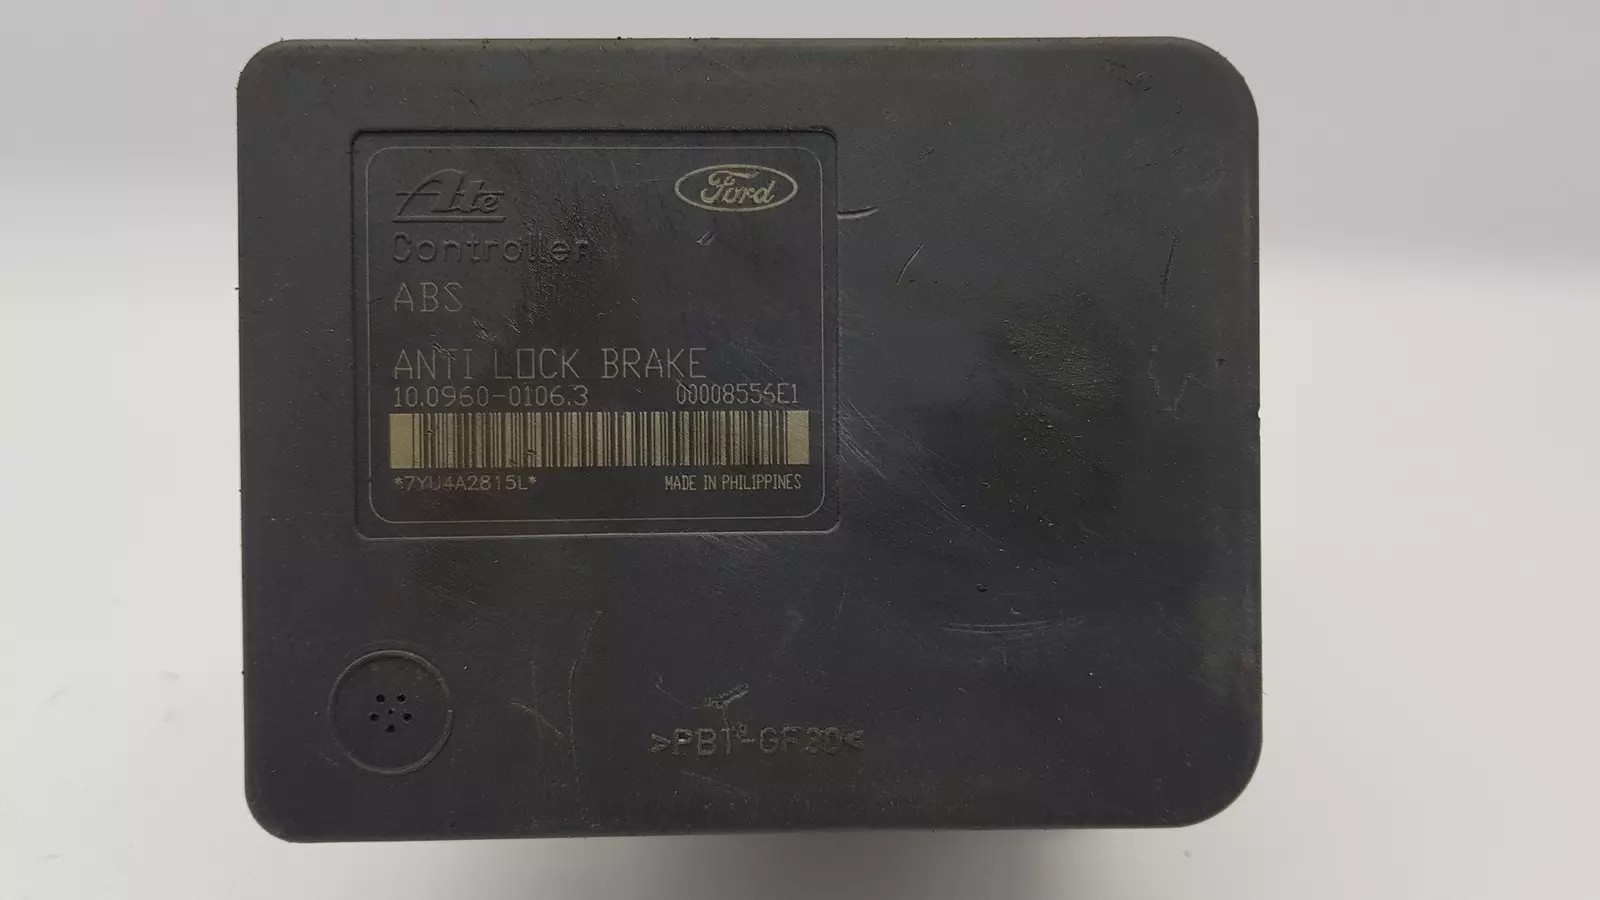 Ate Ford
Controller
ABS
ANTI LOCK BRAKE
10.0960-0106.3 00008556E1
*7YU4A2815L*
MADE IN PHILIPPINES
>PBT-GF30<